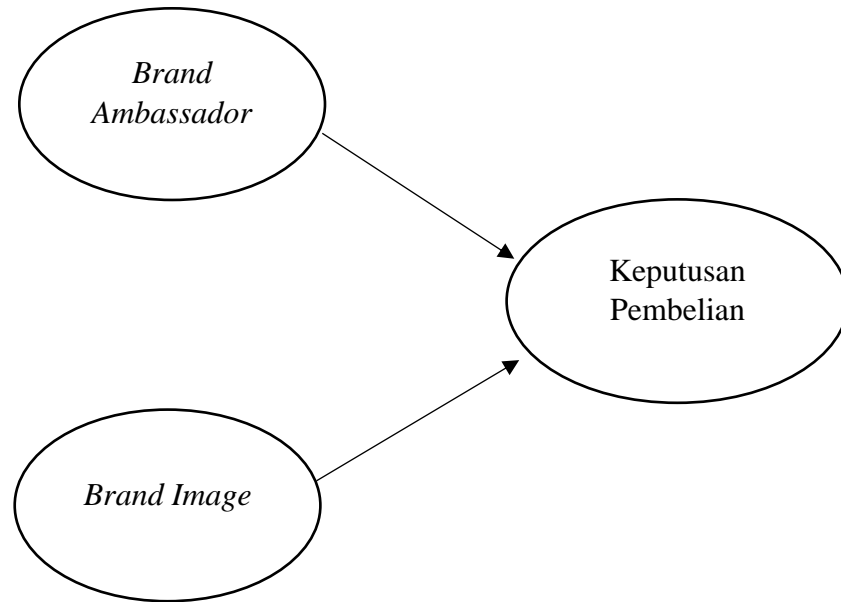 Brand
Ambassador
Keputusan
Pembelian
Brand Image